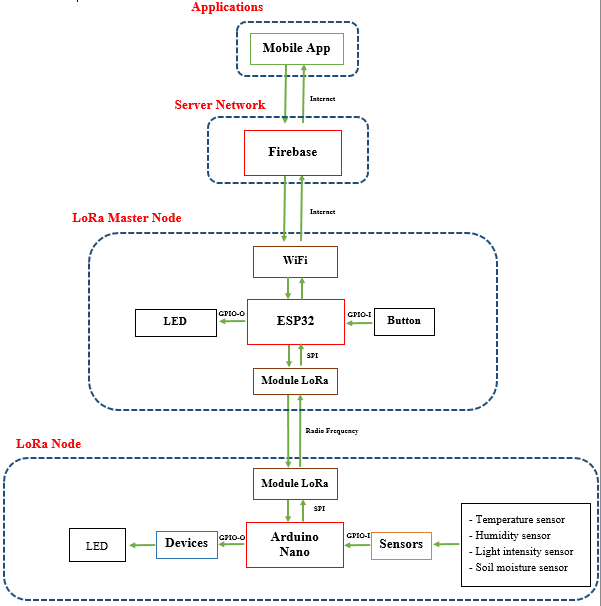 Applications
Mobile App
Internet
Server Network
Firebase
Internet
LoRa Master Node
WiFi
LED
GPIO-O
ESP32
GPIO-I
Button
SPI
Module LoRa
Radio Frequency
LoRa Node
Module LoRa
SPI
LED
Devices
GPIO-O
Arduino
Nano
GPIO-I
Sensors
- Temperature sensor
- Humidity sensor
- Light intensity sensor
- Soil moisture sensor